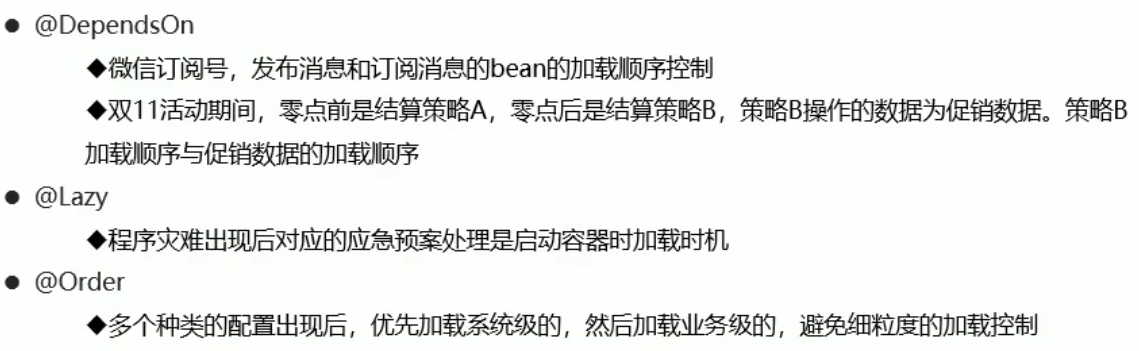 ● @DependsOn
◆微信订阅号，发布消息和订阅消息的bean的加载顺序控制
◆双11活动期间，零点前是结算策略A，零点后是结算策略B，策略B操作的数据为促销数据。策略B
加载顺序与促销数据的加载顺序
● @Lazy
◆程序灾难出现后对应的应急预案处理是启动容器时加载时机
● @Order
◆多个种类的配置出现后，优先加载系统级的，然后加载业务级的，避免细粒度的加载控制